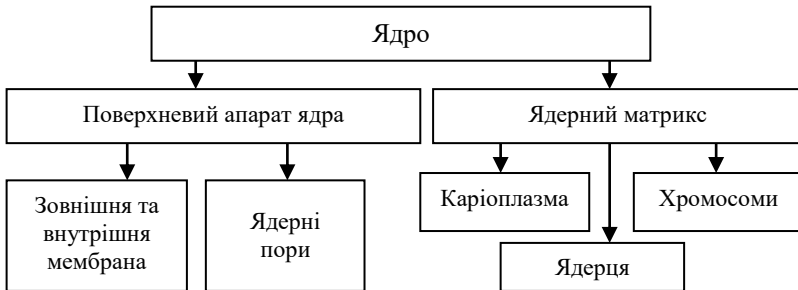 Ядро
Поверхневий апарат ядра
Ядерний матрикс
Зовнішня та
внутрішня
мембрана
Ядерні
пори
Каріоплазма
Хромосоми
Ядерця